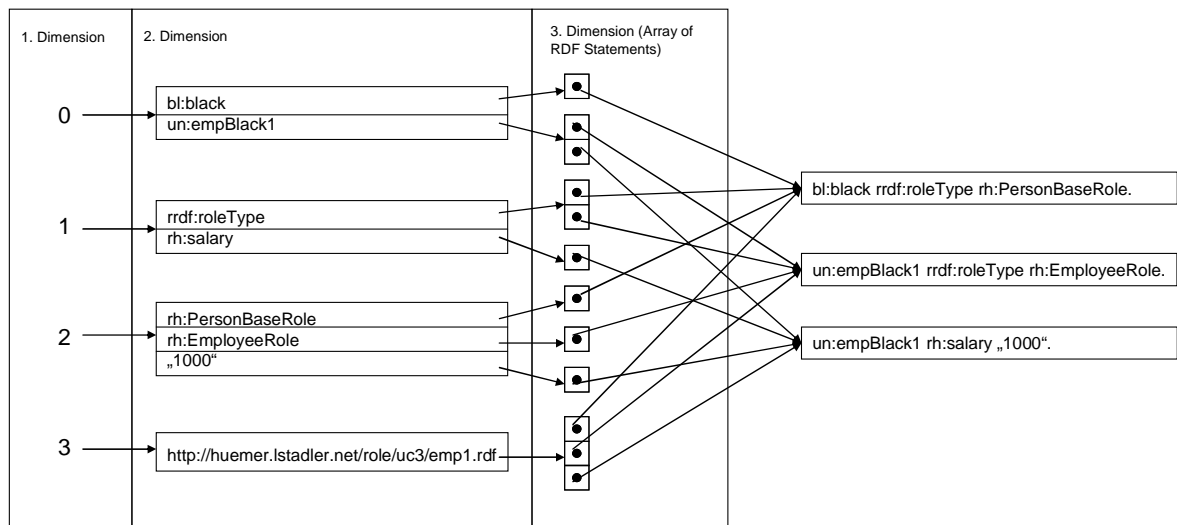 1. Dimension
2. Dimension
3. Dimension (Array of
RDF Statements)
0
bl:black
un:empBlack1
1
rrdf:roleType
rh:salary
2
rh:PersonBaseRole
rh:EmployeeRole
„1000“
3
http://huemer.lstadler.net/role/uc3/emp1.rdf
bl:black rrdf:roleType rh:PersonBaseRole.
un:empBlack1 rrdf:roleType rh:EmployeeRole.
un:empBlack1 rh:salary „1000“.